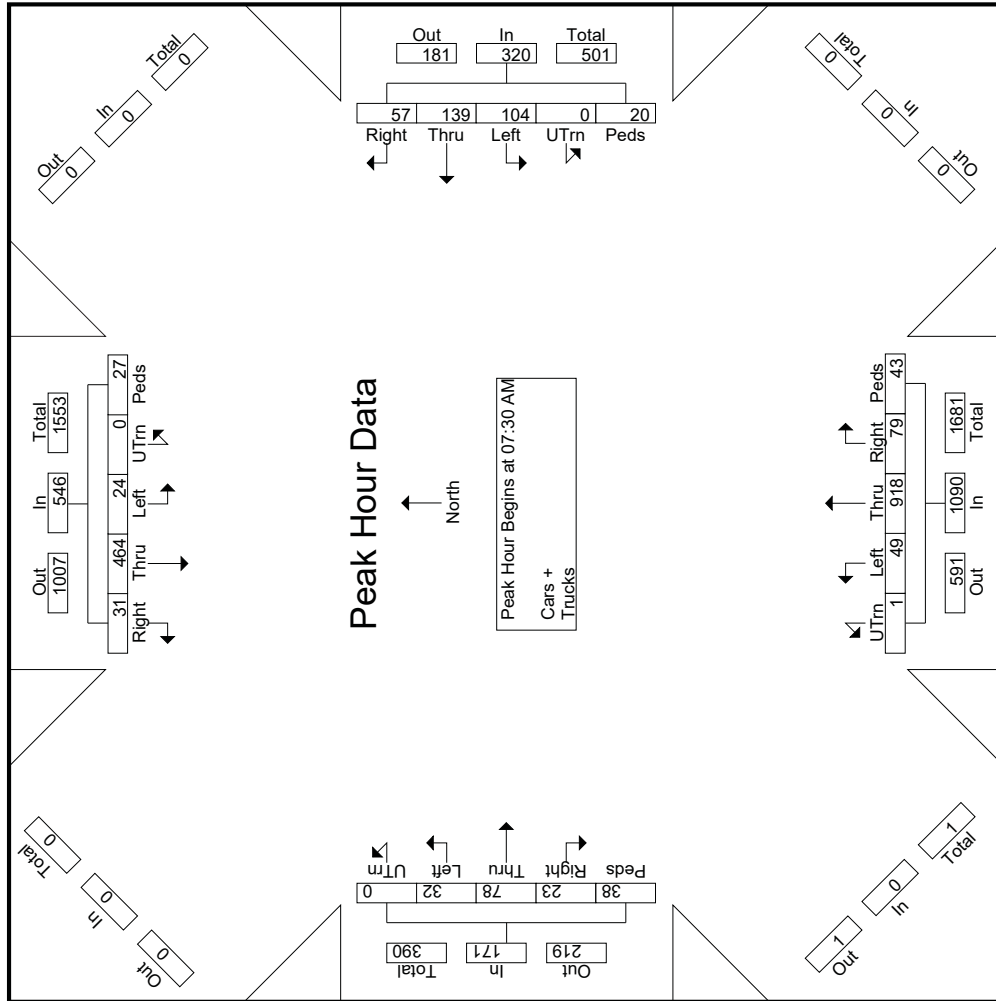 Out In Total
181 320 501
57 139 104 0 20
Right Thru Left UTrn Peds
Total
0
In
0
Out
0
Total
0
In
0
Out
0
Out In Total
1007 546 1553
31 464 24 0 27
Right Thru Left UTrn Peds
Peak Hour Data
North
Peak Hour Begins at 07:30 AM
Cars +
Trucks
UTrn Left Thru Right Peds
1 49 918 79 43
591 1090 1681
Out In Total
UTrn Left Thru Right Peds
0 32 78 23 38
390 171 219
Total In Out
Total
0
In
0
Out
0
Out
1
In
0
Total
1